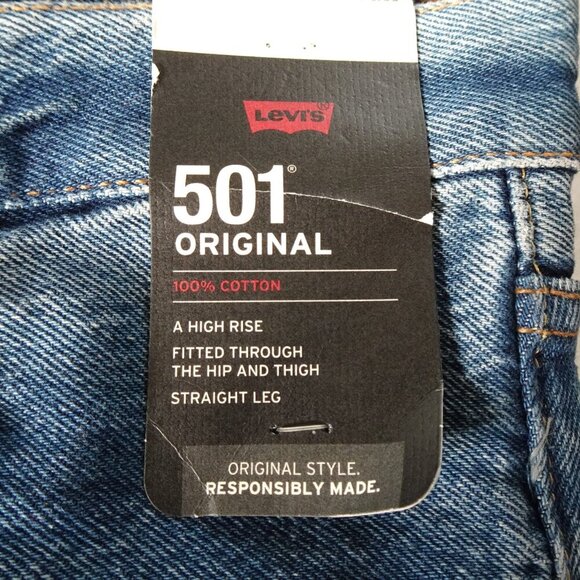 Levi's®
501®
ORIGINAL
100% COTTON
A HIGH RISE
FITTED THROUGH
THE HIP AND THIGH
STRAIGHT LEG
ORIGINAL STYLE.
RESPONSIBLY MADE.